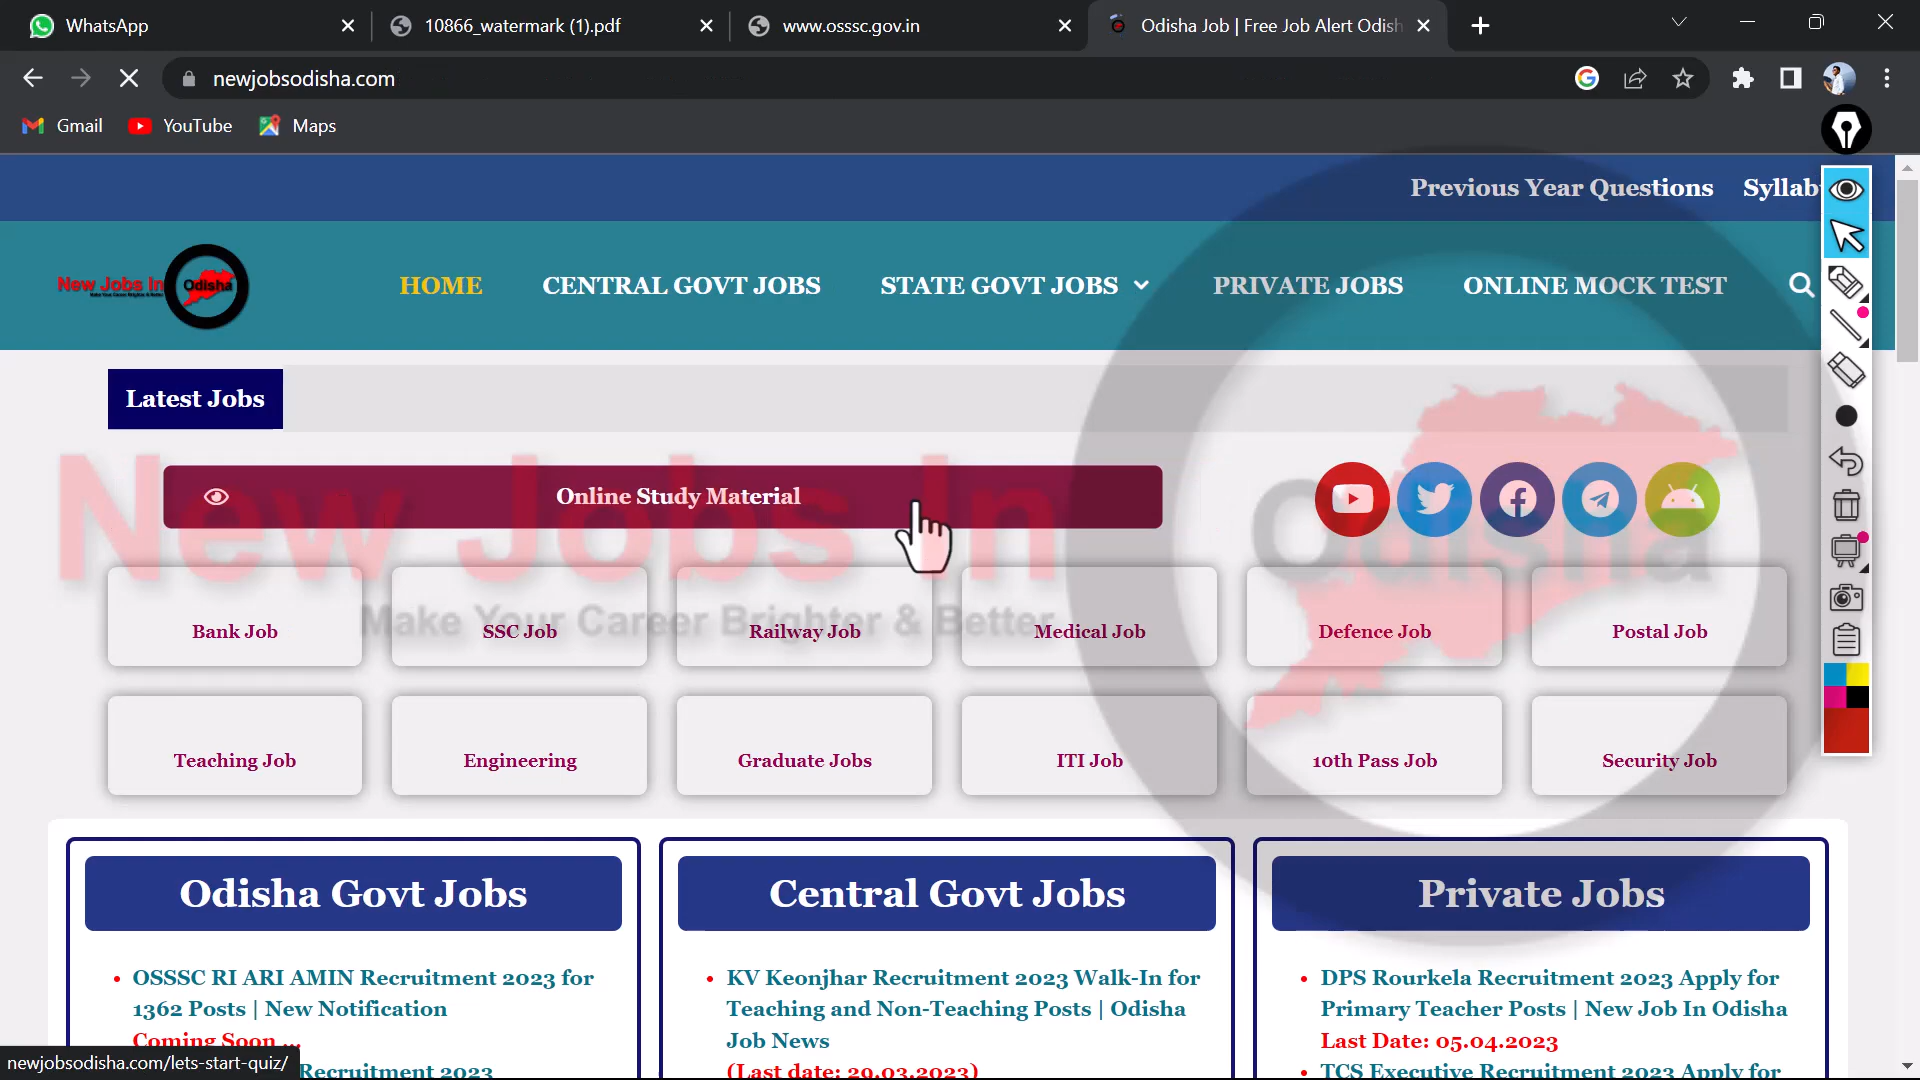 WhatsApp
10866_watermark (1).pdf
www.osssc.gov.in
Odisha Job | Free Job Alert Odish
newjobsodisha.com
Gmail
YouTube
Maps
Previous Year Questions
Syllab
New Jobs In
Odisha
HOME
CENTRAL GOVT JOBS
STATE GOVT JOBS
PRIVATE JOBS
ONLINE MOCK TEST
Latest Jobs
Online Study Material
New Jobs In Odisha
Make Your Career Brighter & Better
Bank Job
SSC Job
Railway Job
Medical Job
Defence Job
Postal Job
Teaching Job
Engineering
Graduate Jobs
ITI Job
10th Pass Job
Security Job
Odisha Govt Jobs
OSSSC RI ARI AMIN Recruitment 2023 for
1362 Posts | New Notification
Coming Soon ...
Recruitment 2023
Central Govt Jobs
KV Keonjhar Recruitment 2023 Walk-In for
Teaching and Non-Teaching Posts | Odisha
Job News
(Last date: 29.03.2023)
Private Jobs
DPS Rourkela Recruitment 2023 Apply for
Primary Teacher Posts | New Job In Odisha
Last Date: 05.04.2023
TCS Executive Recruitment 2023 Apply for
newjobsodisha.com/lets-start-quiz/